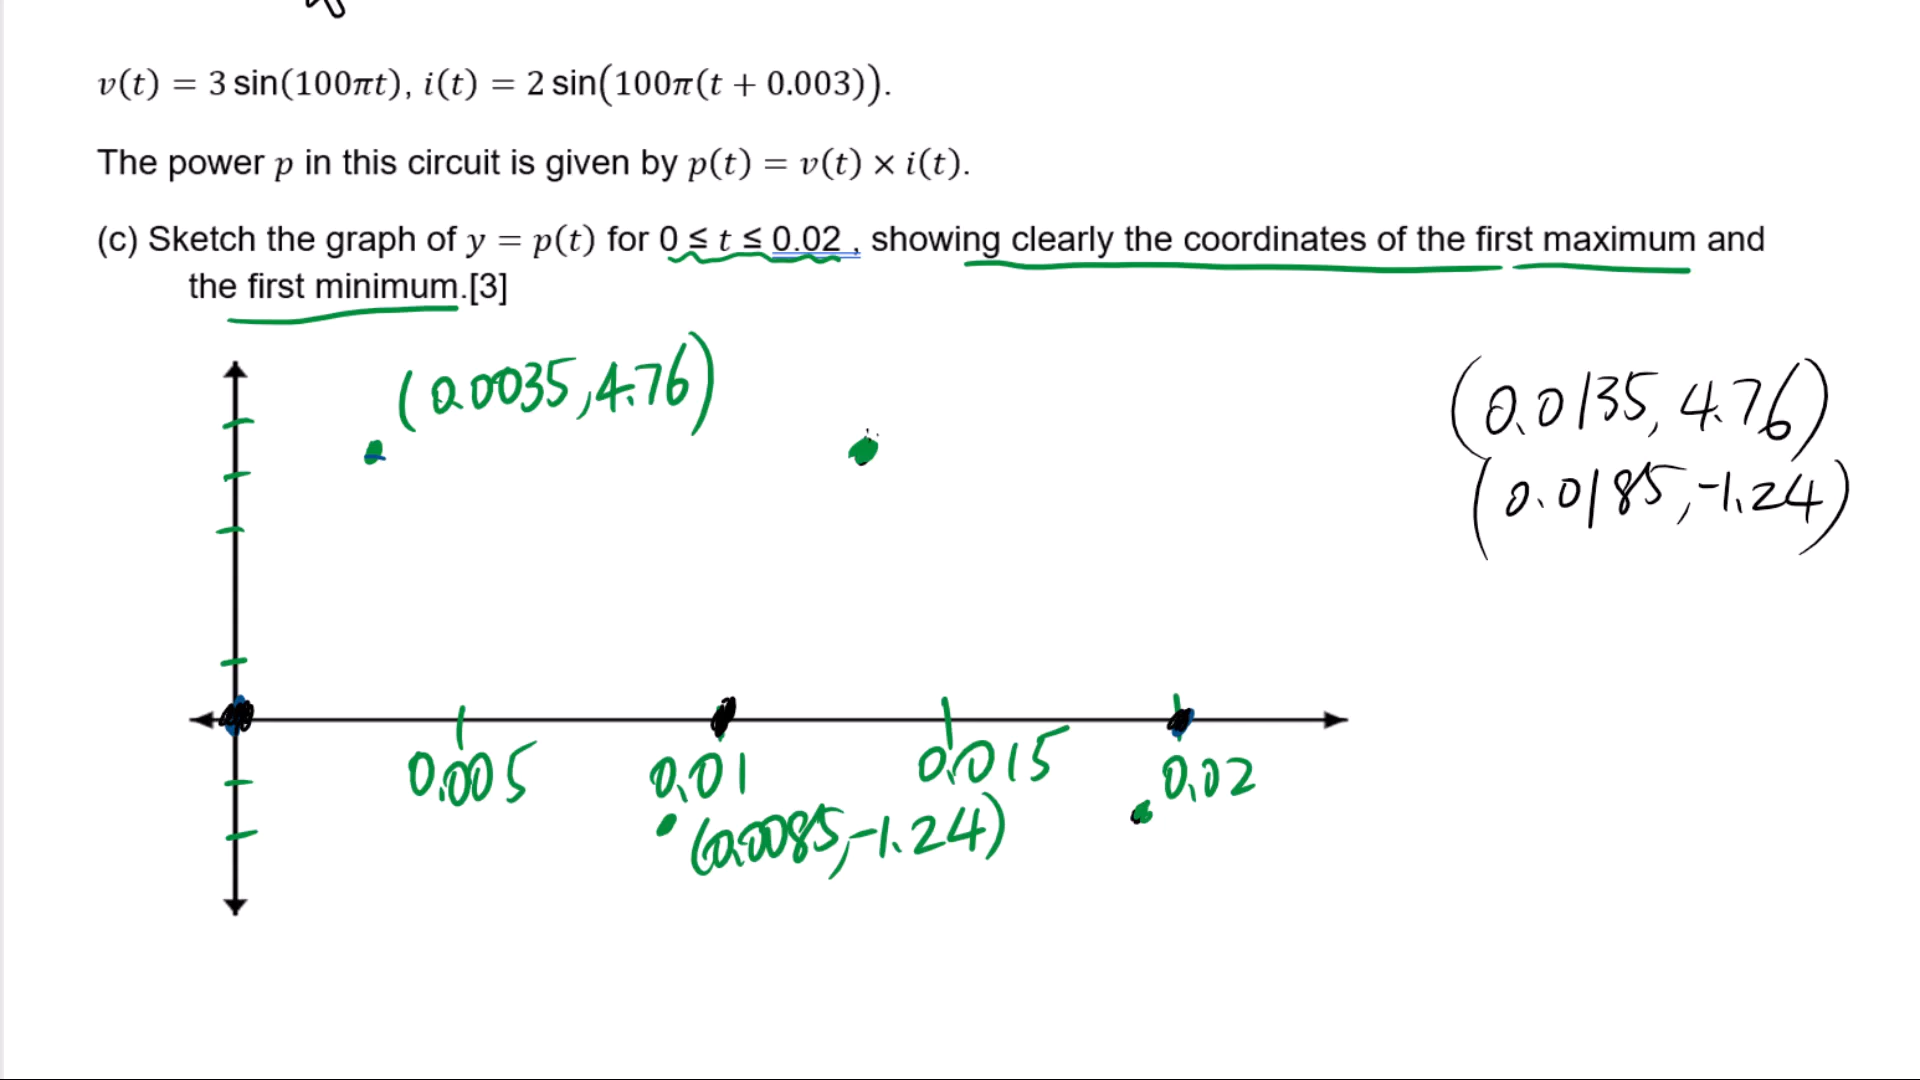 v(t) = 3 sin(100πt), i(t) = 2 sin(100π(t + 0.003)).
The power p in this circuit is given by p(t) = v(t) × i(t).
(c) Sketch the graph of y = p(t) for 0 ≤ t ≤ 0.02 , showing clearly the coordinates of the first maximum and
the first minimum.[3]
(0.0035, 4.76)
(0.0135, 4.76)
(0.0185, -1.24)
0.005
0.01
0.015
0.02
(0.0085, -1.24)